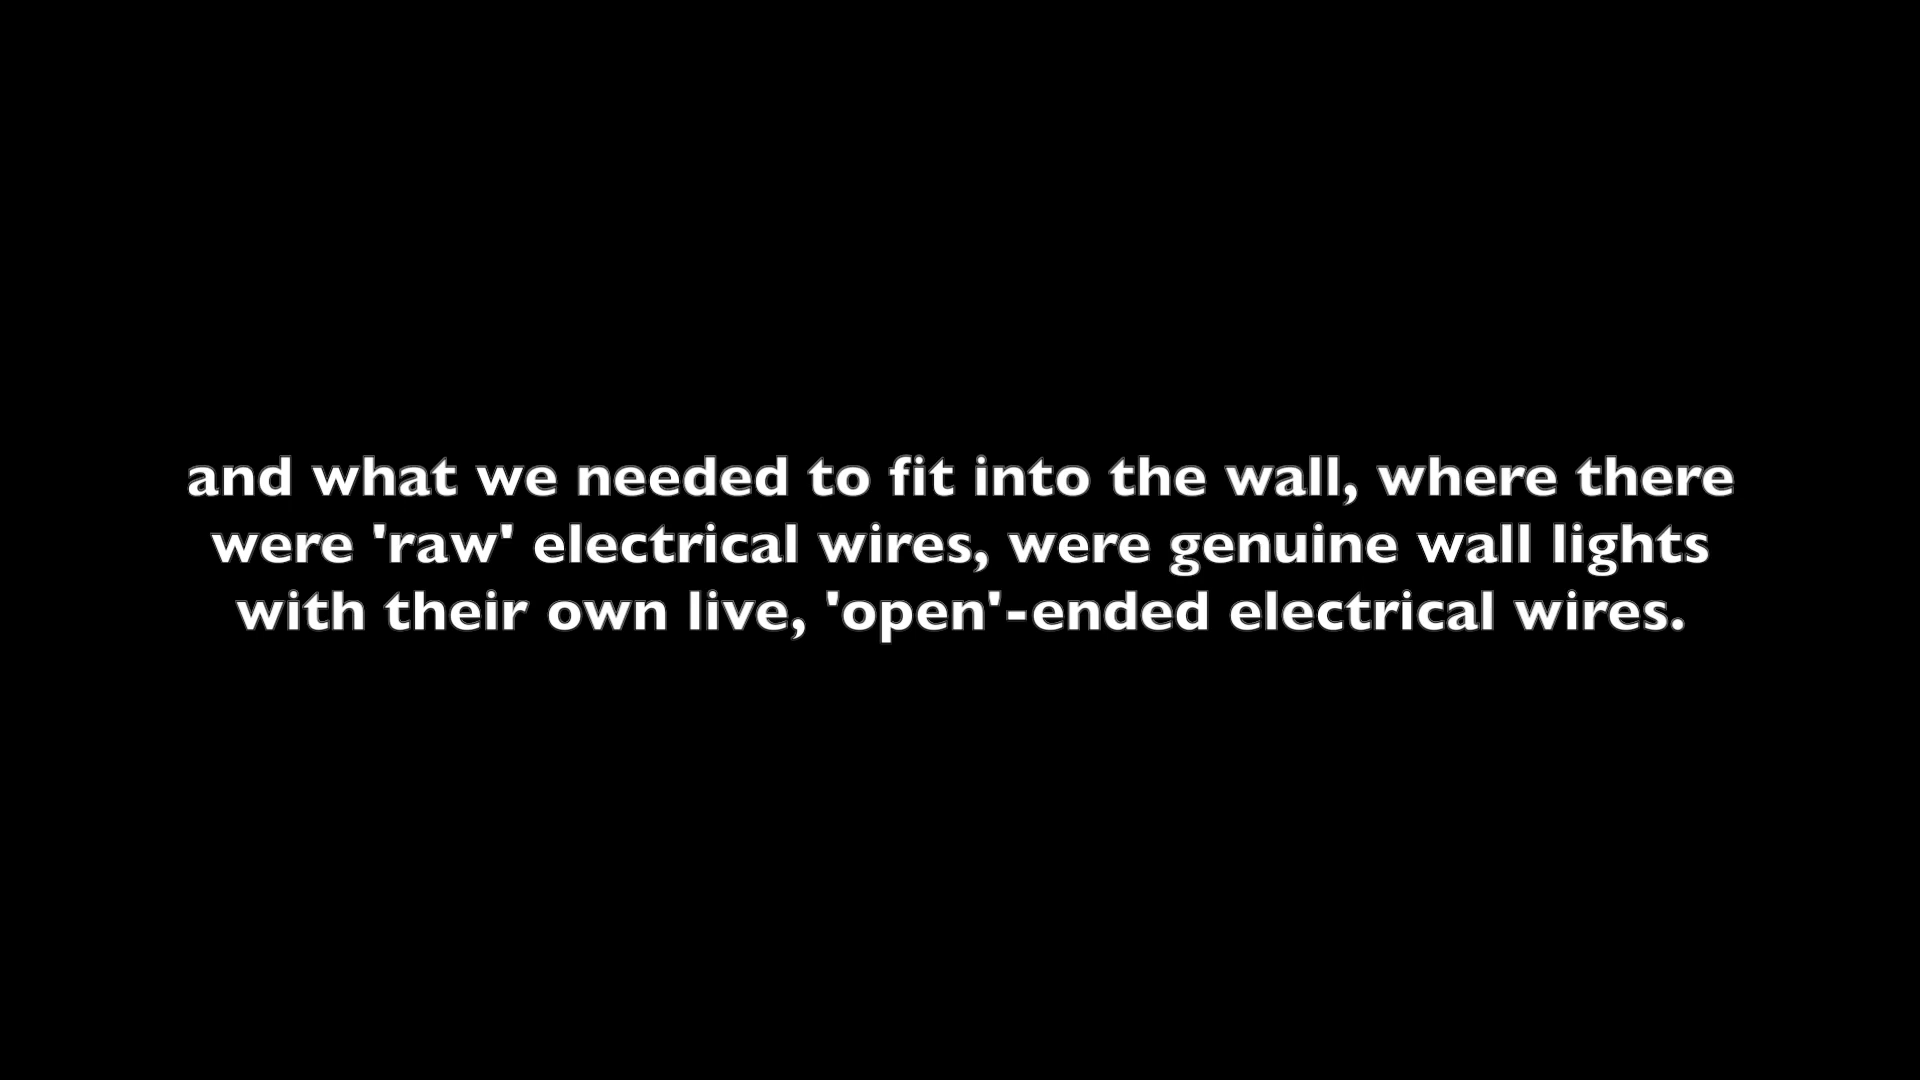 and what we needed to fit into the wall, where there
were 'raw' electrical wires, were genuine wall lights
with their own live, 'open'-ended electrical wires.